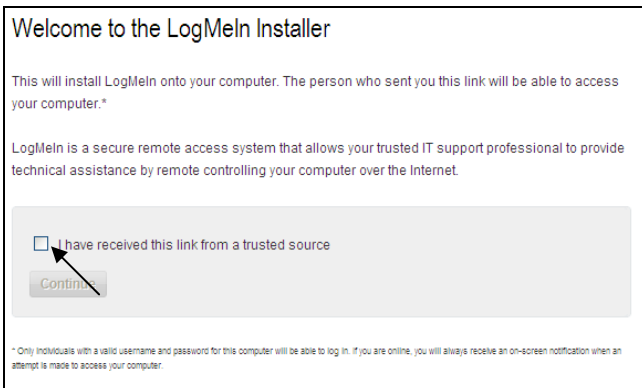 Welcome to the LogMeIn Installer
This will install LogMeIn onto your computer. The person who sent you this link will be able to access
your computer.*
LogMeIn is a secure remote access system that allows your trusted IT support professional to provide
technical assistance by remote controlling your computer over the Internet.
I have received this link from a trusted source
Continue
* Only individuals with a valid username and password for this computer will be able to log in. If you are online, you will always receive an on-screen notification when an
attempt is made to access your computer.